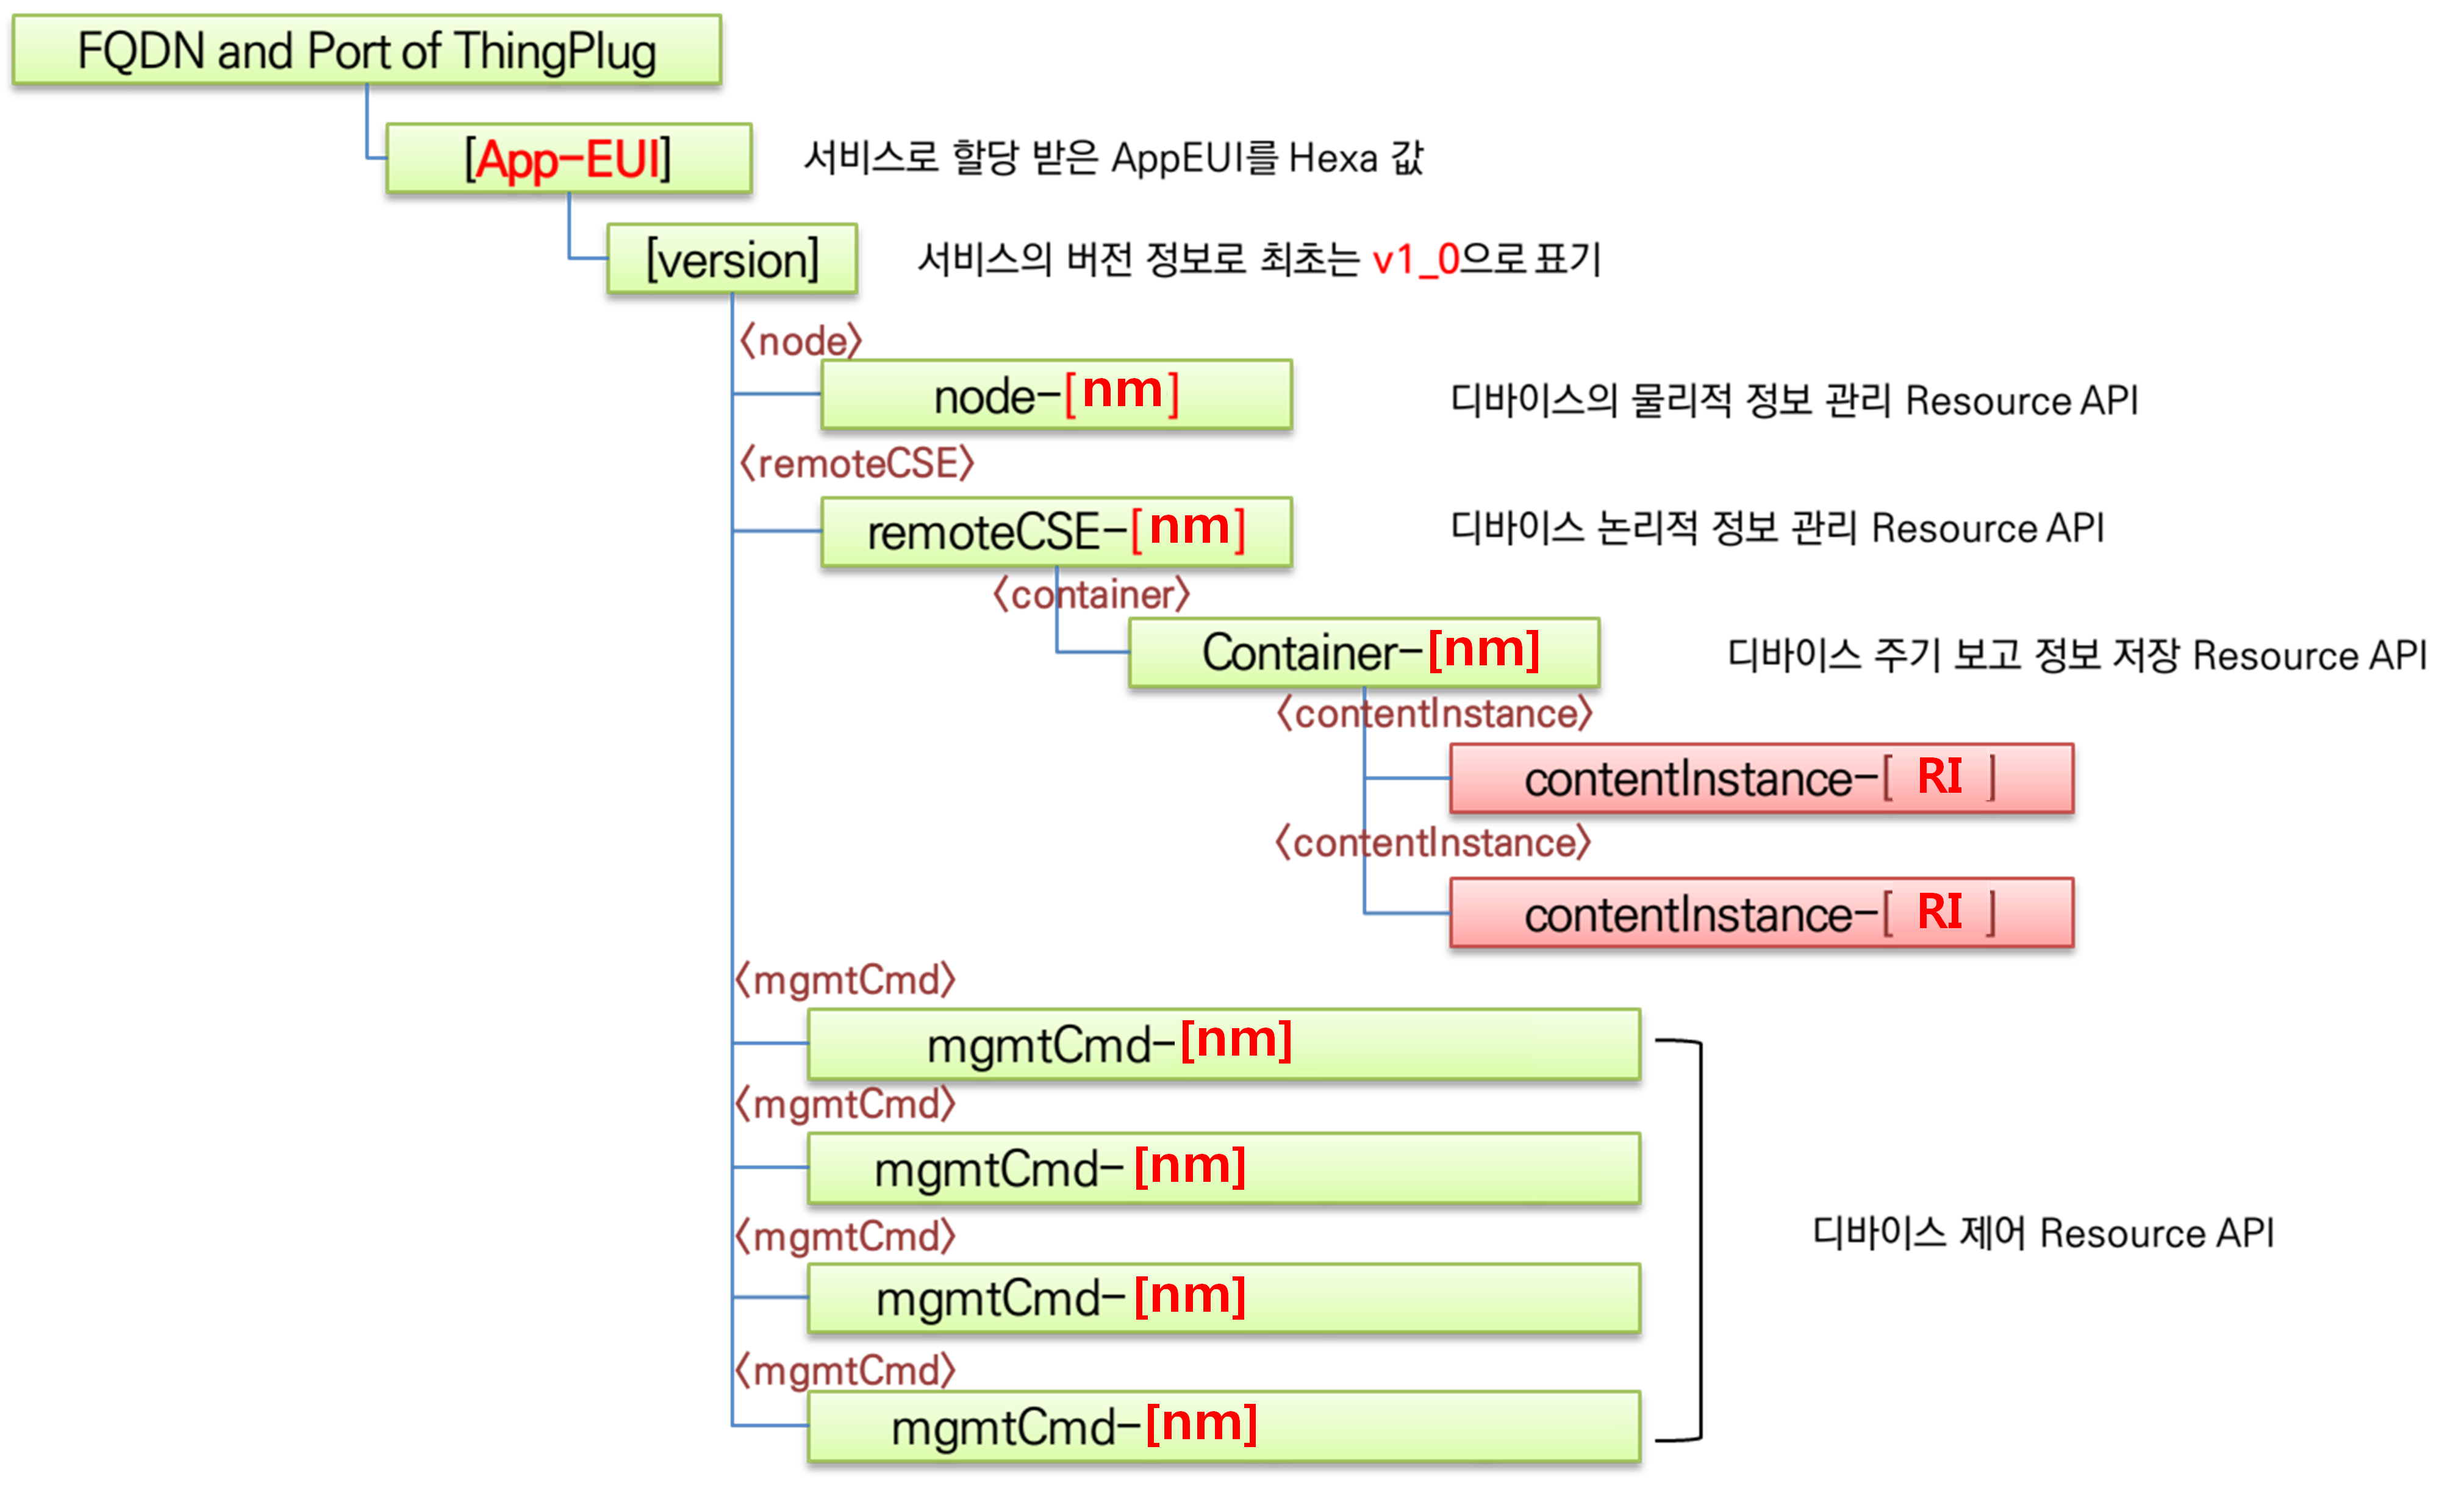 FQDN and Port of ThingPlug
[App-EUI] 서비스로 할당 받은 AppEUI를 Hexa 값
[version] 서비스의 버전 정보로 최초는 v1_0으로 표기
<node>
node-[nm] 디바이스의 물리적 정보 관리 Resource API
<remoteCSE>
remoteCSE-[nm] 디바이스 논리적 정보 관리 Resource API
<container>
Container-[nm] 디바이스 주기 보고 정보 저장 Resource API
<contentInstance>
contentInstance-[ RI ]
<contentInstance>
contentInstance-[ RI ]
<mgmtCmd>
mgmtCmd-[nm]
<mgmtCmd>
mgmtCmd-[nm]
디바이스 제어 Resource API
<mgmtCmd>
mgmtCmd-[nm]
<mgmtCmd>
mgmtCmd-[nm]